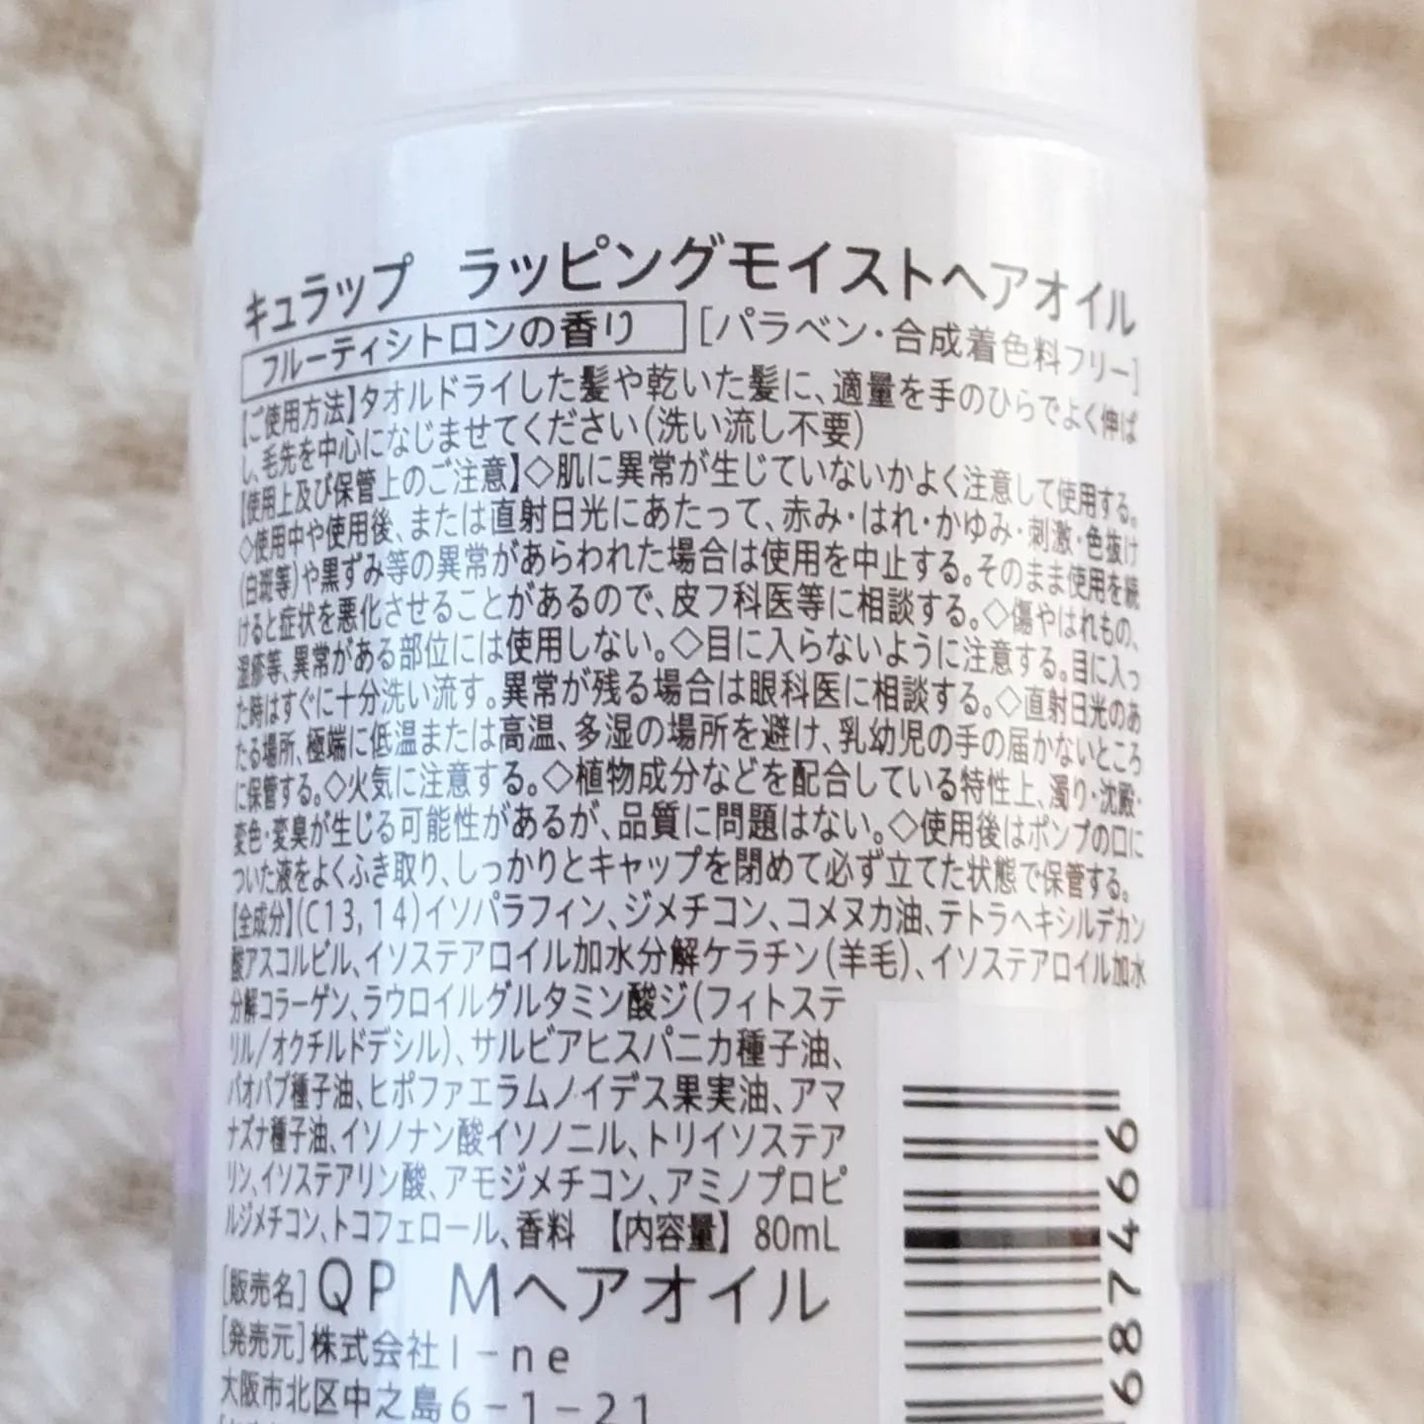 キュラップ　ラッピングモイストヘアオイル
フルーティシトロンの香り [パラベン・合成着色料フリー]
【ご使用方法】タオルドライした髪や乾いた髪に、適量を手のひらでよく伸ば
し、毛先を中心になじませてください(洗い流し不要)
【使用上及び保管上のご注意】◇肌に異常が生じていないかよく注意して使用する。
◇使用中や使用後、または直射日光にあたって、赤み・はれ・かゆみ・刺激・色抜け
(白斑等)や黒ずみ等の異常があらわれた場合は使用を中止する。そのまま使用を続
けると症状を悪化させることがあるので、皮フ科医等に相談する。◇傷やはれもの、
湿疹等、異常がある部位には使用しない。◇目に入らないように注意する。目に入っ
た時はすぐに十分洗い流す。異常が残る場合は眼科医に相談する。◇直射日光のあ
たる場所、極端に低温または高温、多湿の場所を避け、乳幼児の手の届かないところ
に保管する。◇火気に注意する。◇植物成分などを配合している特性上、濁り・沈殿・
変色・変臭が生じる可能性があるが、品質に問題はない。◇使用後はポンプの口に
ついた液をよくふき取り、しっかりとキャップを閉めて必ず立てた状態で保管する。
【全成分】(C13,14)イソパラフィン、ジメチコン、コメヌカ油、テトラヘキシルデカン
酸アスコルビル、イソステアロイル加水分解ケラチン(羊毛)、イソステアロイル加水
分解コラーゲン、ラウロイルグルタミン酸ジ(フィトステ
リル/オクチルドデシル)、サルビアヒスパニカ種子油、
バオバブ種子油、ヒポファエラムノイデス果実油、アマ
ナズナ種子油、イソノナン酸イソノニル、トリイソステア
リン、イソステアリン酸、アモジメチコン、アミノプロピ
ルジメチコン、トコフェロール、香料 【内容量】80mL
[販売名]QP　Mヘアオイル
[発売元]株式会社I-ne
大阪市北区中之島6-1-21
6874669